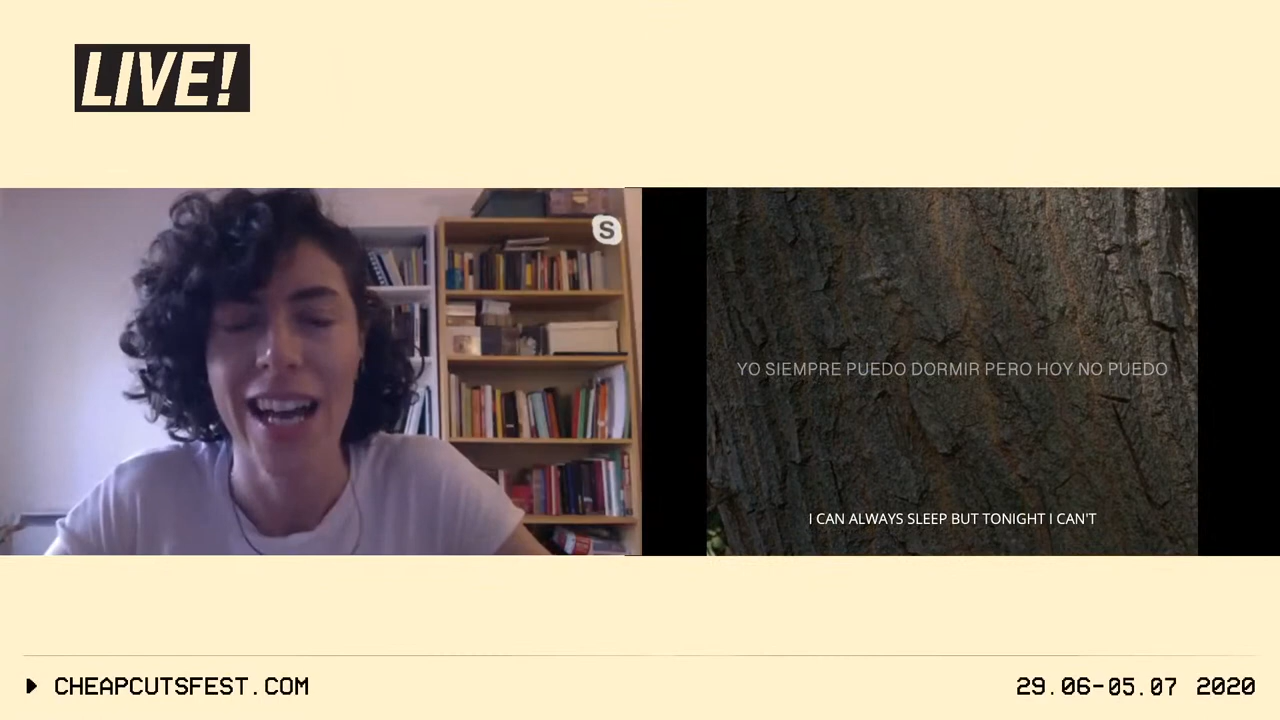 LIVE!
S
YO SIEMPRE PUEDO DORMIR PERO HOY NO PUEDO
I CAN ALWAYS SLEEP BUT TONIGHT I CAN'T
CHEAPCUTSFEST.COM
29.06-05.07 2020